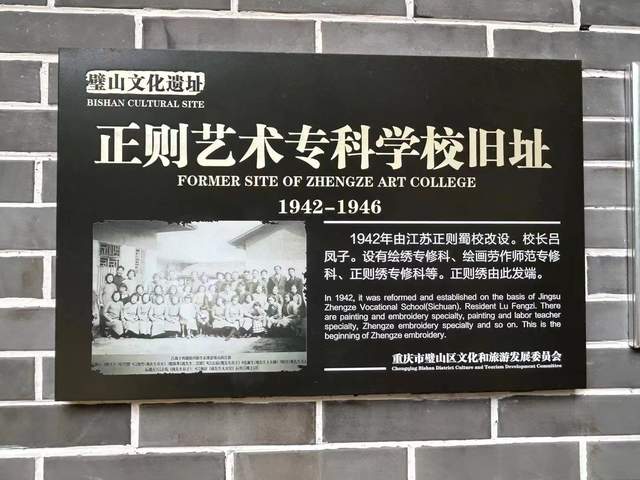 璧山文化遗址
BISHAN CULTURAL SITE
正则艺术专科学校旧址
FORMER SITE OF ZHENGZE ART COLLEGE
1942-1946
1942年由江苏正则蜀校改设。校长吕
凤子。设有绘绣专修科、绘画劳作师范专修
科、正则绣专修科等。正则绣由此发端。
In 1942, it was reformed and established on the basis of Jingsu
Zhengze Vocational School(Sichuan). Resident Lu Fengzi. There
are painting and embroidery specialty, painting and labor teacher
specialty, Zhengze embroidery specialty and so on. This is the
beginning of Zhengze embroidery.
重庆市璧山区文化和旅游发展委员会
Chongqing Bishan District Culture and Tourism Development Committee